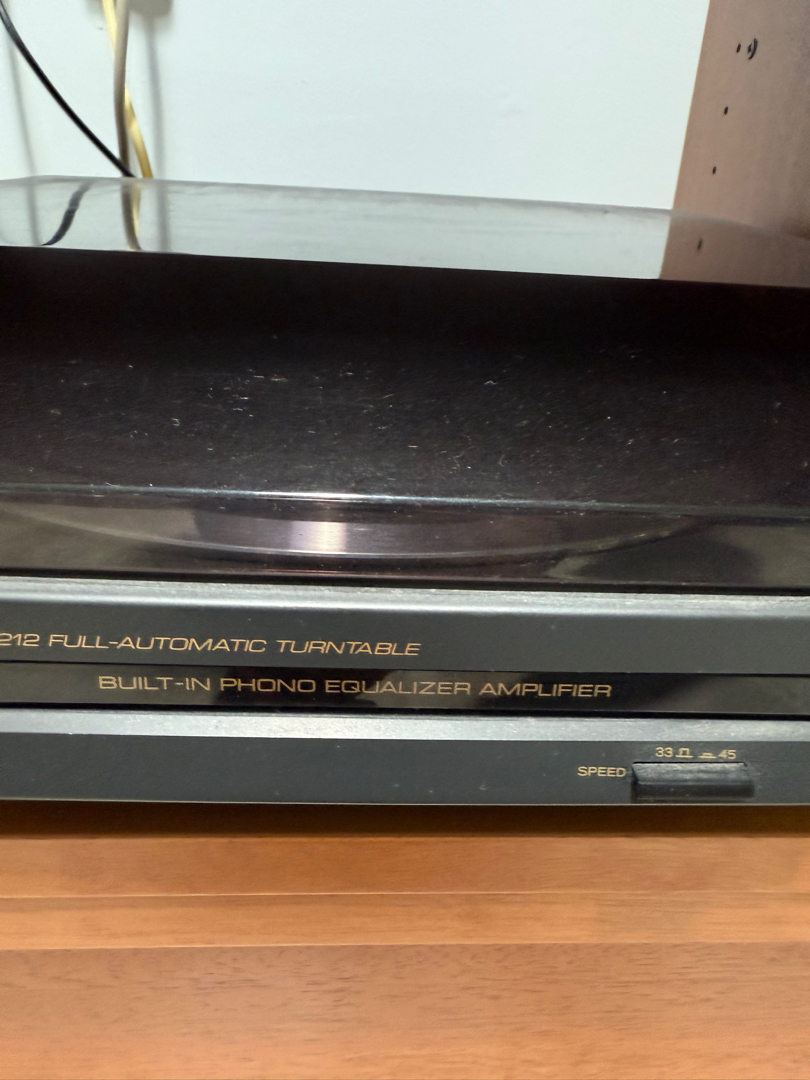 212 FULL-AUTOMATIC TURNTABLE
BUILT-IN PHONO EQUALIZER AMPLIFIER
33 45
SPEED